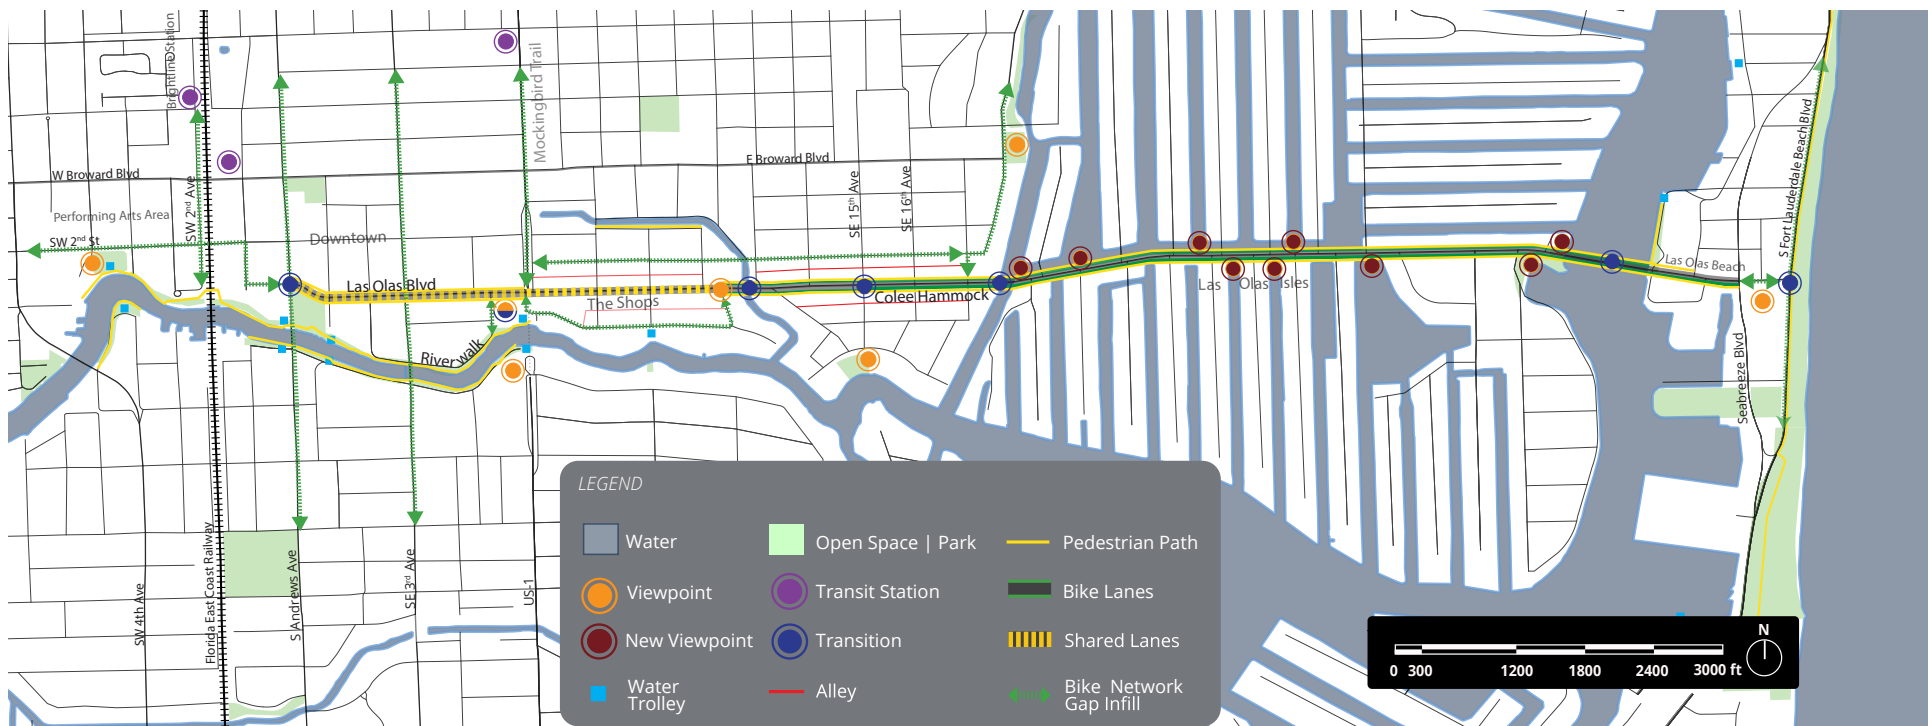 Brightline Station
Mockingbird Trail
W Broward Blvd
E Broward Blvd
SW 2nd Ave
Performing Arts Area
SW 2nd St
Downtown
SE 15th Ave
SE 16th Ave
S Fort Lauderdale Beach Blvd
Las Olas Blvd
The Shops
Colee Hammock
Las Olas Isles
Las Olas Beach
Riverwalk
Seabreeze Blvd
SW 4th Ave
Florida East Coast Railway
S Andrews Ave
SE 3rd Ave
US-1
LEGEND
Water
Open Space | Park
Pedestrian Path
Viewpoint
Transit Station
Bike Lanes
New Viewpoint
Transition
Shared Lanes
Water
Trolley
Alley
Bike Network
Gap Infill
N
0 300 1200 1800 2400 3000 ft